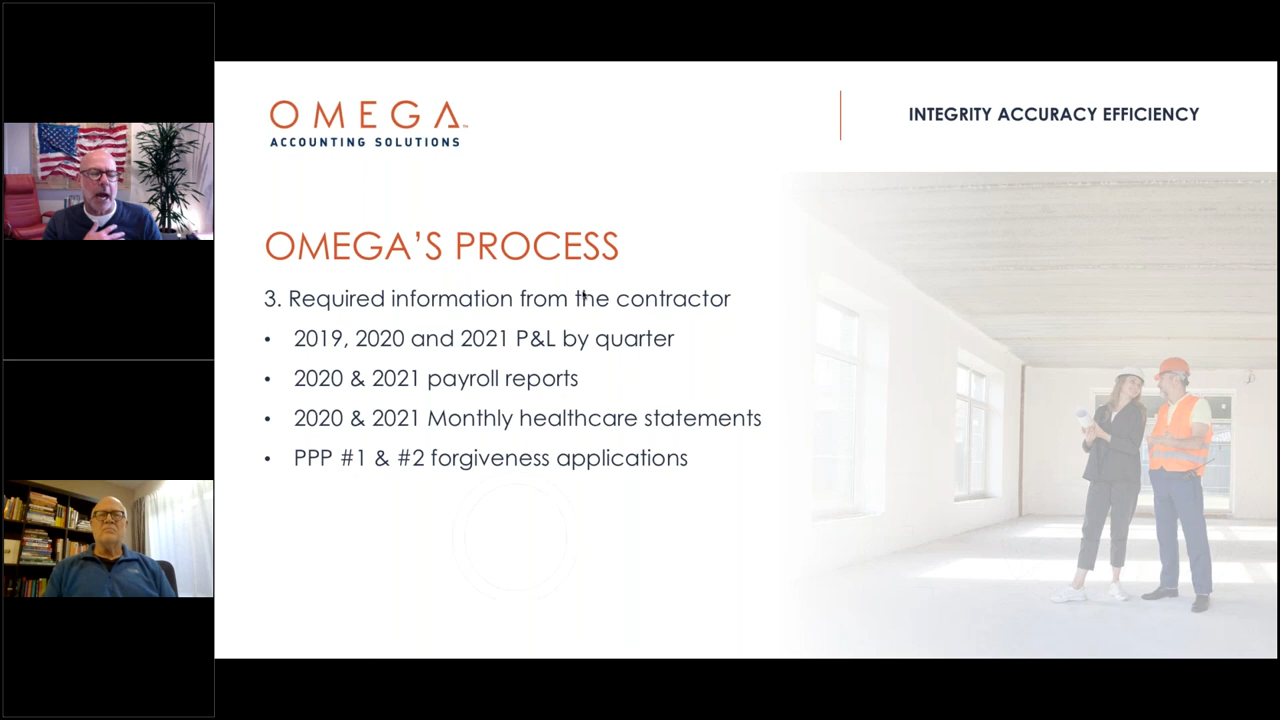 OMEGA™
ACCOUNTING SOLUTIONS
INTEGRITY ACCURACY EFFICIENCY
OMEGA'S PROCESS
3. Required information from the contractor
• 2019, 2020 and 2021 P&L by quarter
• 2020 & 2021 payroll reports
• 2020 & 2021 Monthly healthcare statements
• PPP #1 & #2 forgiveness applications